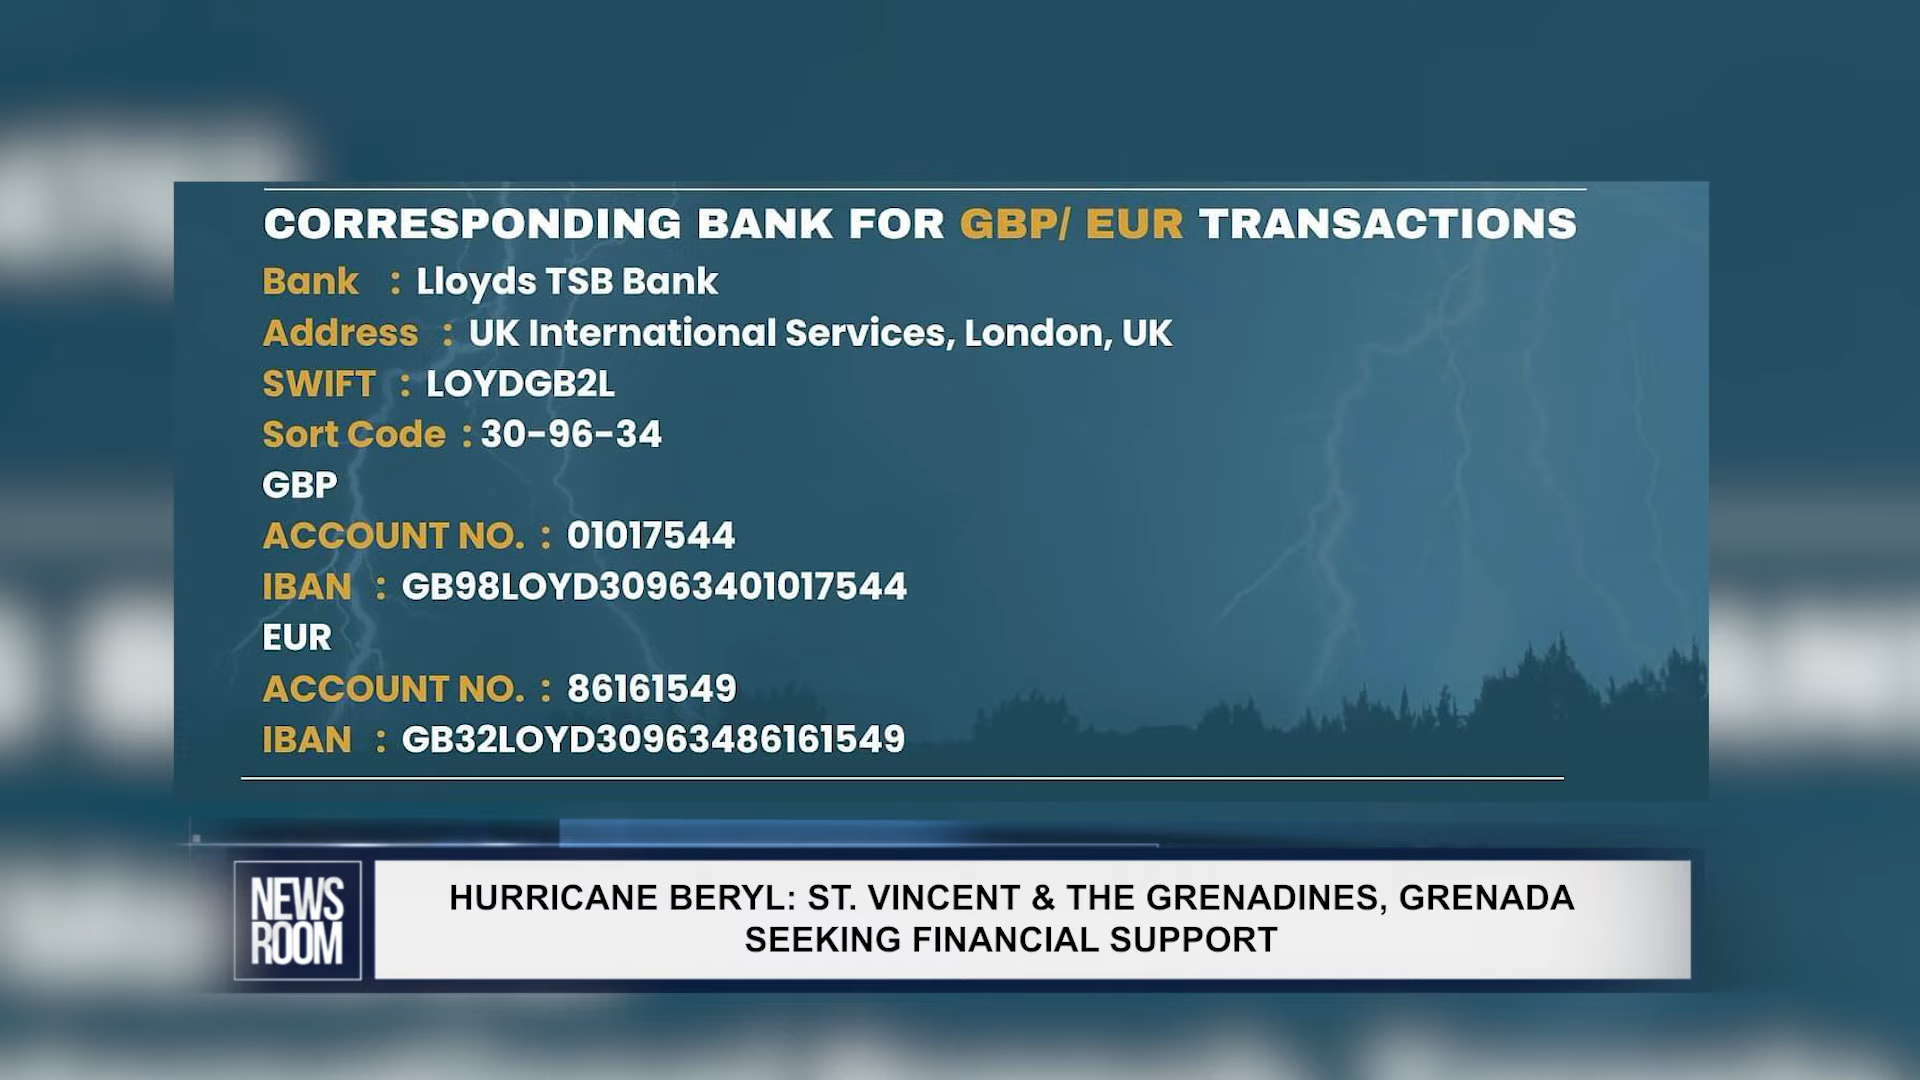 CORRESPONDING BANK FOR GBP/ EUR TRANSACTIONS
Bank : Lloyds TSB Bank
Address : UK International Services, London, UK
SWIFT : LOYDGB2L
Sort Code : 30-96-34
GBP
ACCOUNT NO. : 01017544
IBAN : GB98LOYD30963401017544
EUR
ACCOUNT NO. : 86161549
IBAN : GB32LOYD30963486161549
NEWS
ROOM
HURRICANE BERYL: ST. VINCENT & THE GRENADINES, GRENADA
SEEKING FINANCIAL SUPPORT